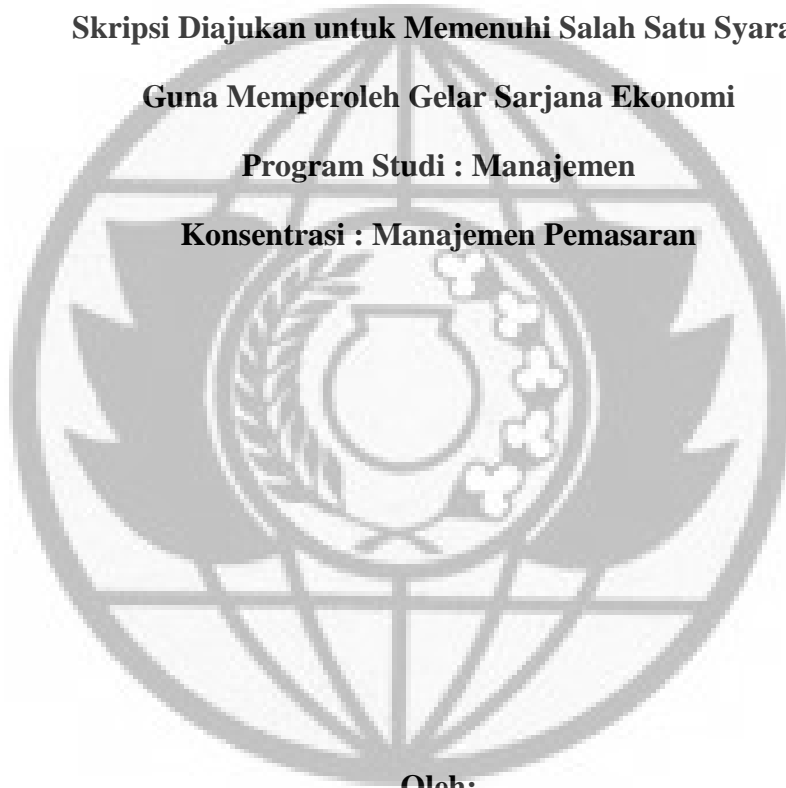 Skripsi Diajukan untuk Memenuhi Salah Satu Syara
Guna Memperoleh Gelar Sarjana Ekonomi
Program Studi : Manajemen
Konsentrasi : Manajemen Pemasaran
Oleh: